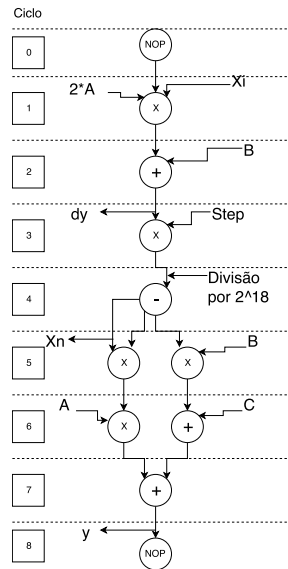 Ciclo
0
NOP
2*A
Xi
1
X
B
2
+
dy
Step
3
X
Divisão
por 2^18
4
-
Xn
B
5
X
X
A
C
6
X
+
7
+
y
8
NOP